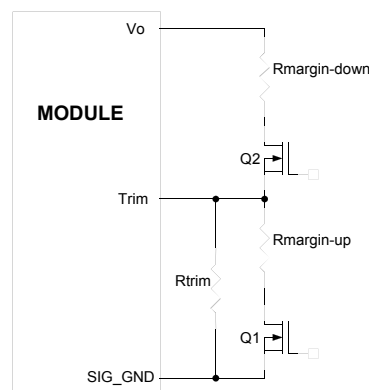 Vo
Rmargin-down
MODULE
Q2
Trim
Rmargin-up
Rtrim
Q1
SIG_GND